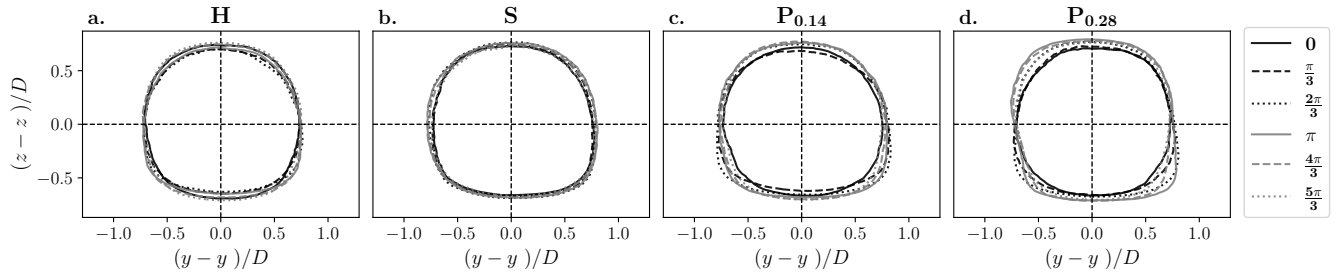 a. H
b. S
c. P0.14
d. P0.28
(z − z )/D
0.5
0.0
−0.5
−1.0 −0.5 0.0 0.5 1.0
−1.0 −0.5 0.0 0.5 1.0
−1.0 −0.5 0.0 0.5 1.0
−1.0 −0.5 0.0 0.5 1.0
(y − y )/D
(y − y )/D
(y − y )/D
(y − y )/D
0
π/3
2π/3
π
4π/3
5π/3